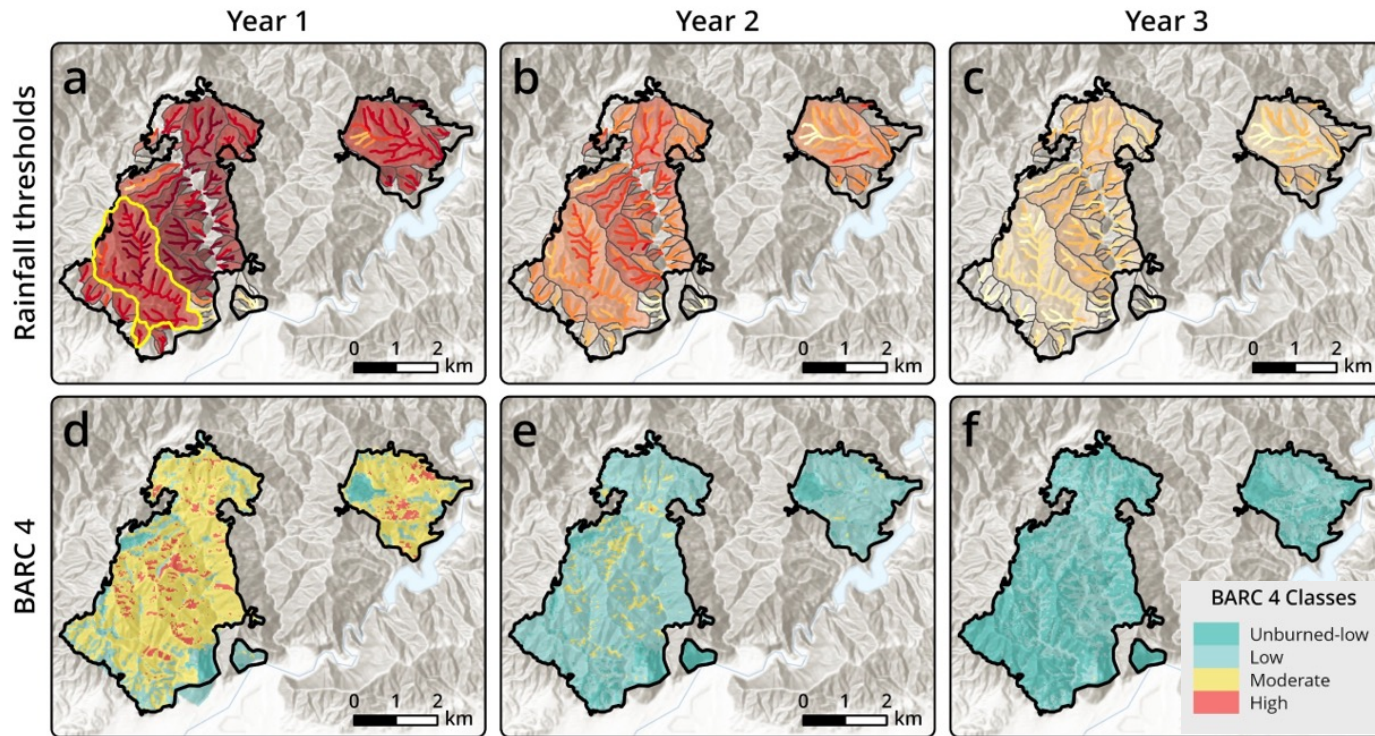 Year 1
Year 2
Year 3
Rainfall thresholds
a
b
c
0 1 2
km
0 1 2
km
0 1 2
km
BARC 4
d
e
f
0 1 2
km
0 1 2
km
BARC 4 Classes
Unburned-low
Low
Moderate
High